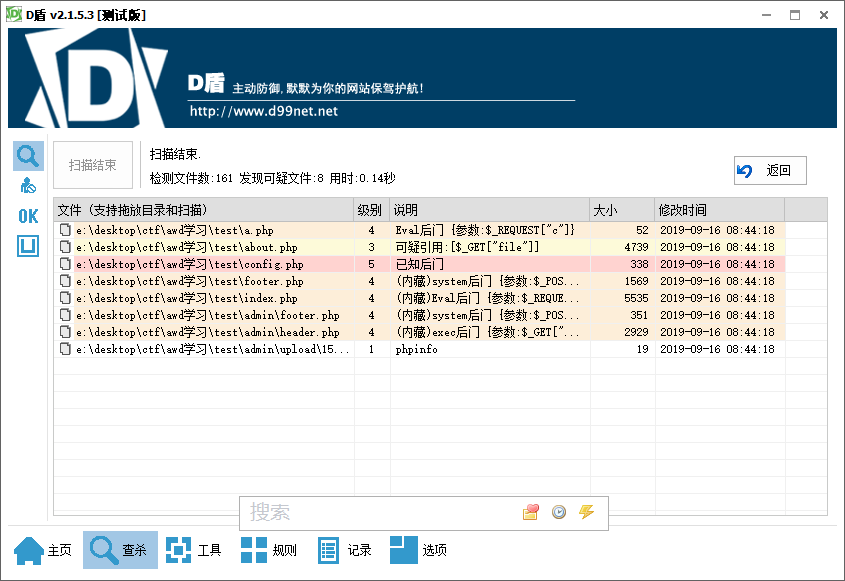 D盾 v2.1.5.3 [测试版]
D盾 主动防御,默默为你的网站保驾护航!
http://www.d99net.net
扫描结束
扫描结束.
检测文件数:161 发现可疑文件:8 用时:0.14秒
返回
OK
文件 (支持拖放目录和扫描) 级别 说明 大小 修改时间
e:\desktop\ctf\awd学习\test\a.php 4 Eval后门 {参数:$_REQUEST["c"]} 52 2019-09-16 08:44:18
e:\desktop\ctf\awd学习\test\about.php 3 可疑引用:[$_GET["file"]] 4739 2019-09-16 08:44:18
e:\desktop\ctf\awd学习\test\config.php 5 已知后门 338 2019-09-16 08:44:18
e:\desktop\ctf\awd学习\test\footer.php 4 (内藏)system后门 {参数:$_POS... 1569 2019-09-16 08:44:18
e:\desktop\ctf\awd学习\test\index.php 4 (内藏)Eval后门 {参数:$_REQUE... 5535 2019-09-16 08:44:18
e:\desktop\ctf\awd学习\test\admin\footer.php 4 (内藏)system后门 {参数:$_POS... 351 2019-09-16 08:44:18
e:\desktop\ctf\awd学习\test\admin\header.php 4 (内藏)exec后门 {参数:$_GET["... 2929 2019-09-16 08:44:18
e:\desktop\ctf\awd学习\test\admin\upload\15... 1 phpinfo 19 2019-09-16 08:44:18
搜索
主页 查杀 工具 规则 记录 选项